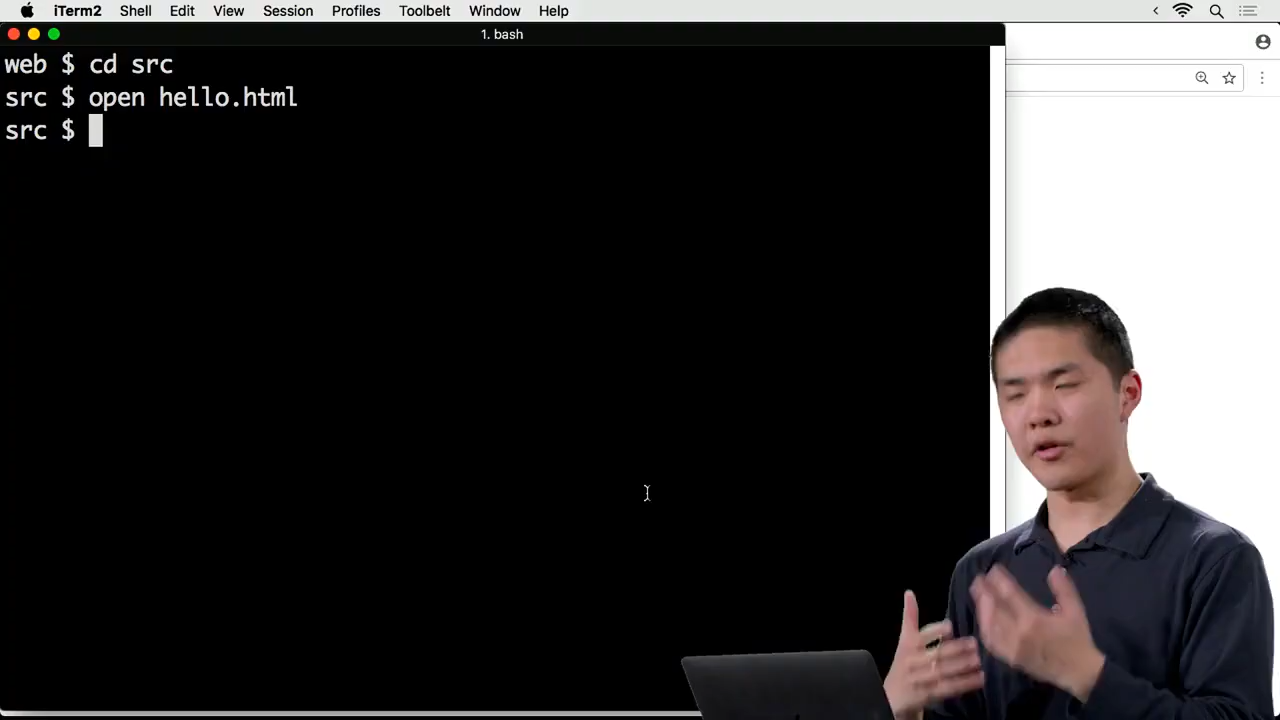 iTerm2 Shell Edit View Session Profiles Toolbelt Window Help
1. bash
web $ cd src
src $ open hello.html
src $